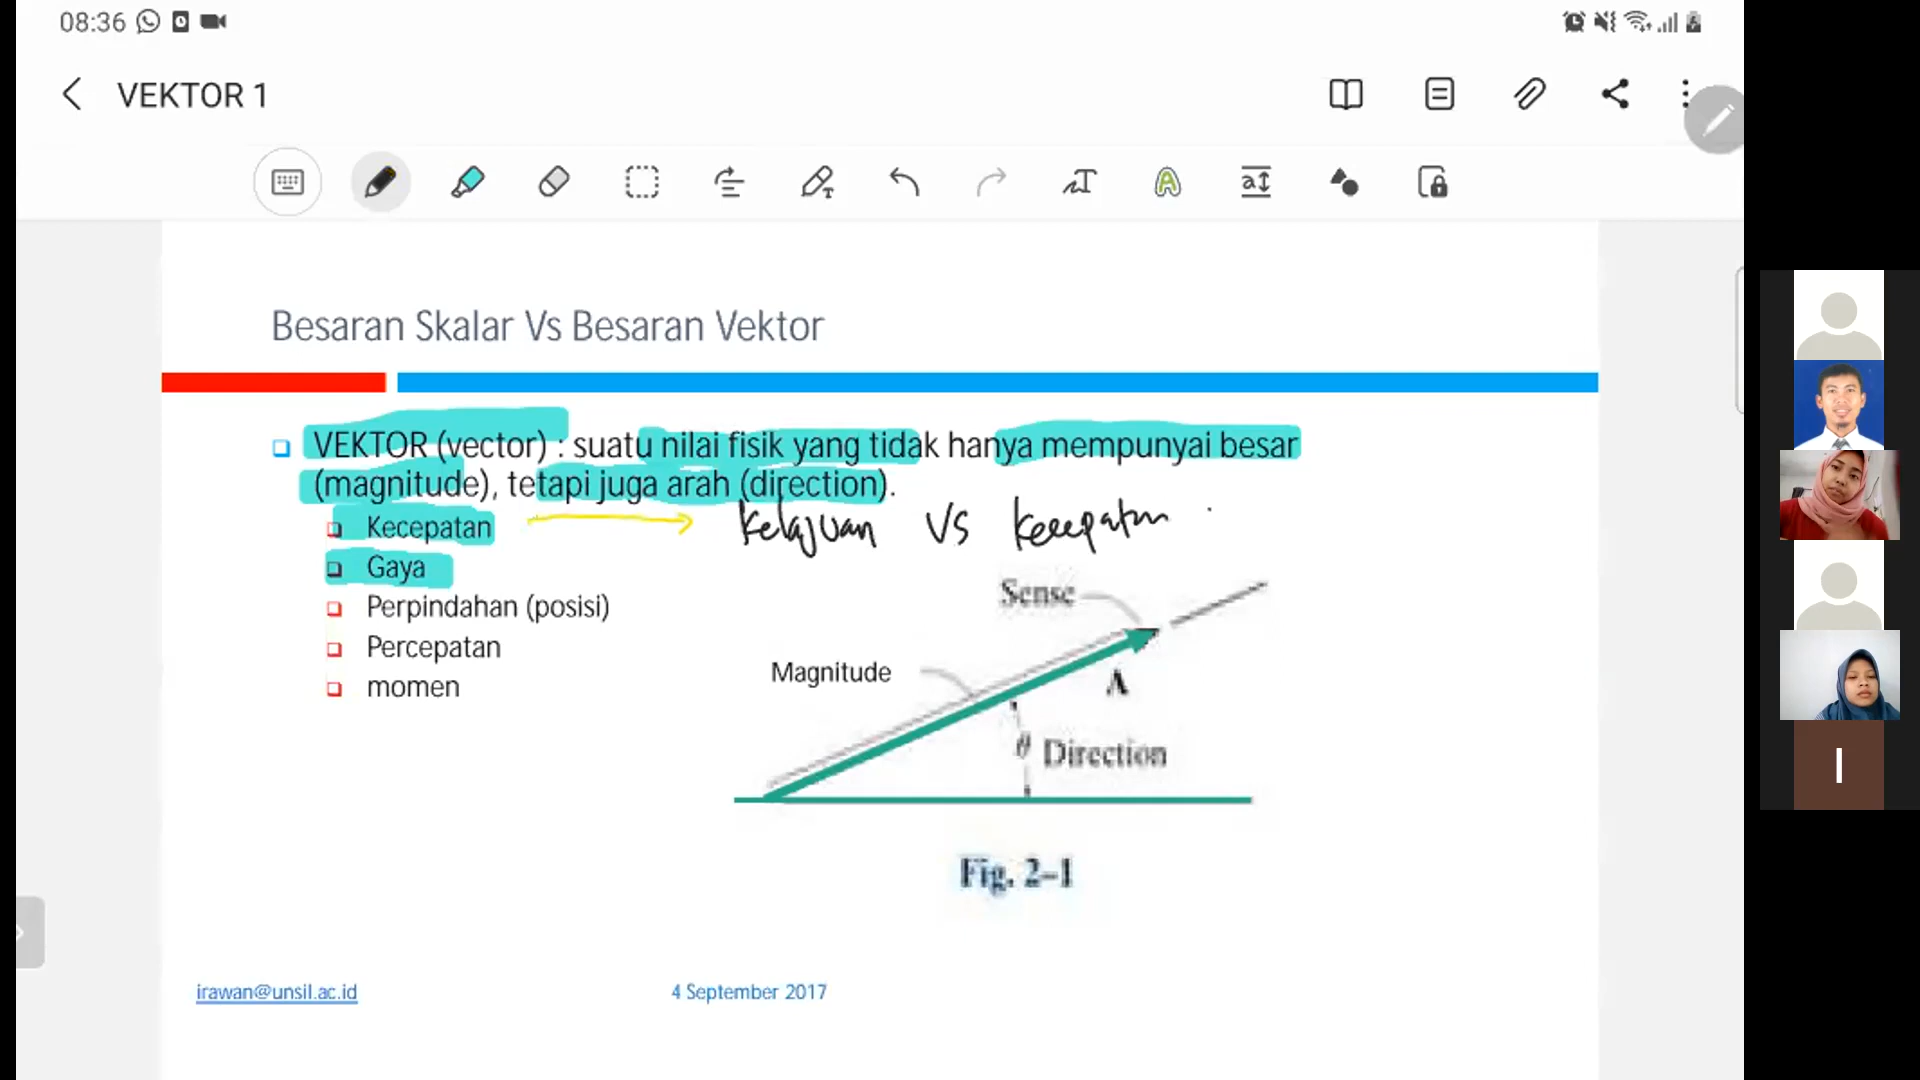 08:36
VEKTOR 1
Besaran Skalar Vs Besaran Vektor
VEKTOR (vector) : suatu nilai fisik yang tidak hanya mempunyai besar
(magnitude), tetapi juga arah (direction).
Kecepatan
kelajuan VS kecepatan
Gaya
Perpindahan (posisi)
Percepatan
momen
Sense
Magnitude
A
θ Direction
Fig. 2-1
irawan@unsil.ac.id
4 September 2017
I